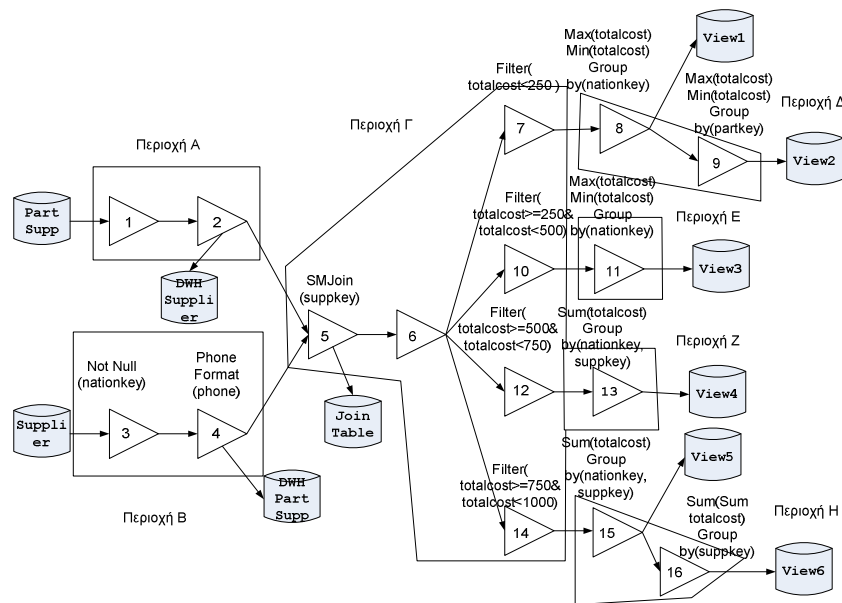 Max(totalcost)
Min(totalcost)
Group
by(nationkey)
View1
Filter(
totalcost<250 )
Max(totalcost)
Min(totalcost)
Group
by(partkey)
Περιοχή Δ
Περιοχή Γ
7
8
9
View2
Περιοχή Α
Part
Supp
1
2
DWH
Suppli
er
Filter(
totalcost>=250&
totalcost<500)
Max(totalcost)
Min(totalcost)
Group
by(nationkey)
Περιοχή Ε
10
11
View3
SMJoin
(suppkey)
5
6
Join
Table
Filter(
totalcost>=500&
totalcost<750)
Sum(totalcost)
Group
by(nationkey,
suppkey)
Περιοχή Ζ
12
13
View4
Not Null
(nationkey)
Phone
Format
(phone)
Suppli
er
3
4
DWH
Part
Supp
Περιοχή Β
Filter(
totalcost>=750&
totalcost<1000)
Sum(totalcost)
Group
by(nationkey,
suppkey)
View5
Sum(Sum
totalcost)
Group
by(suppkey)
Περιοχή Η
14
15
16
View6